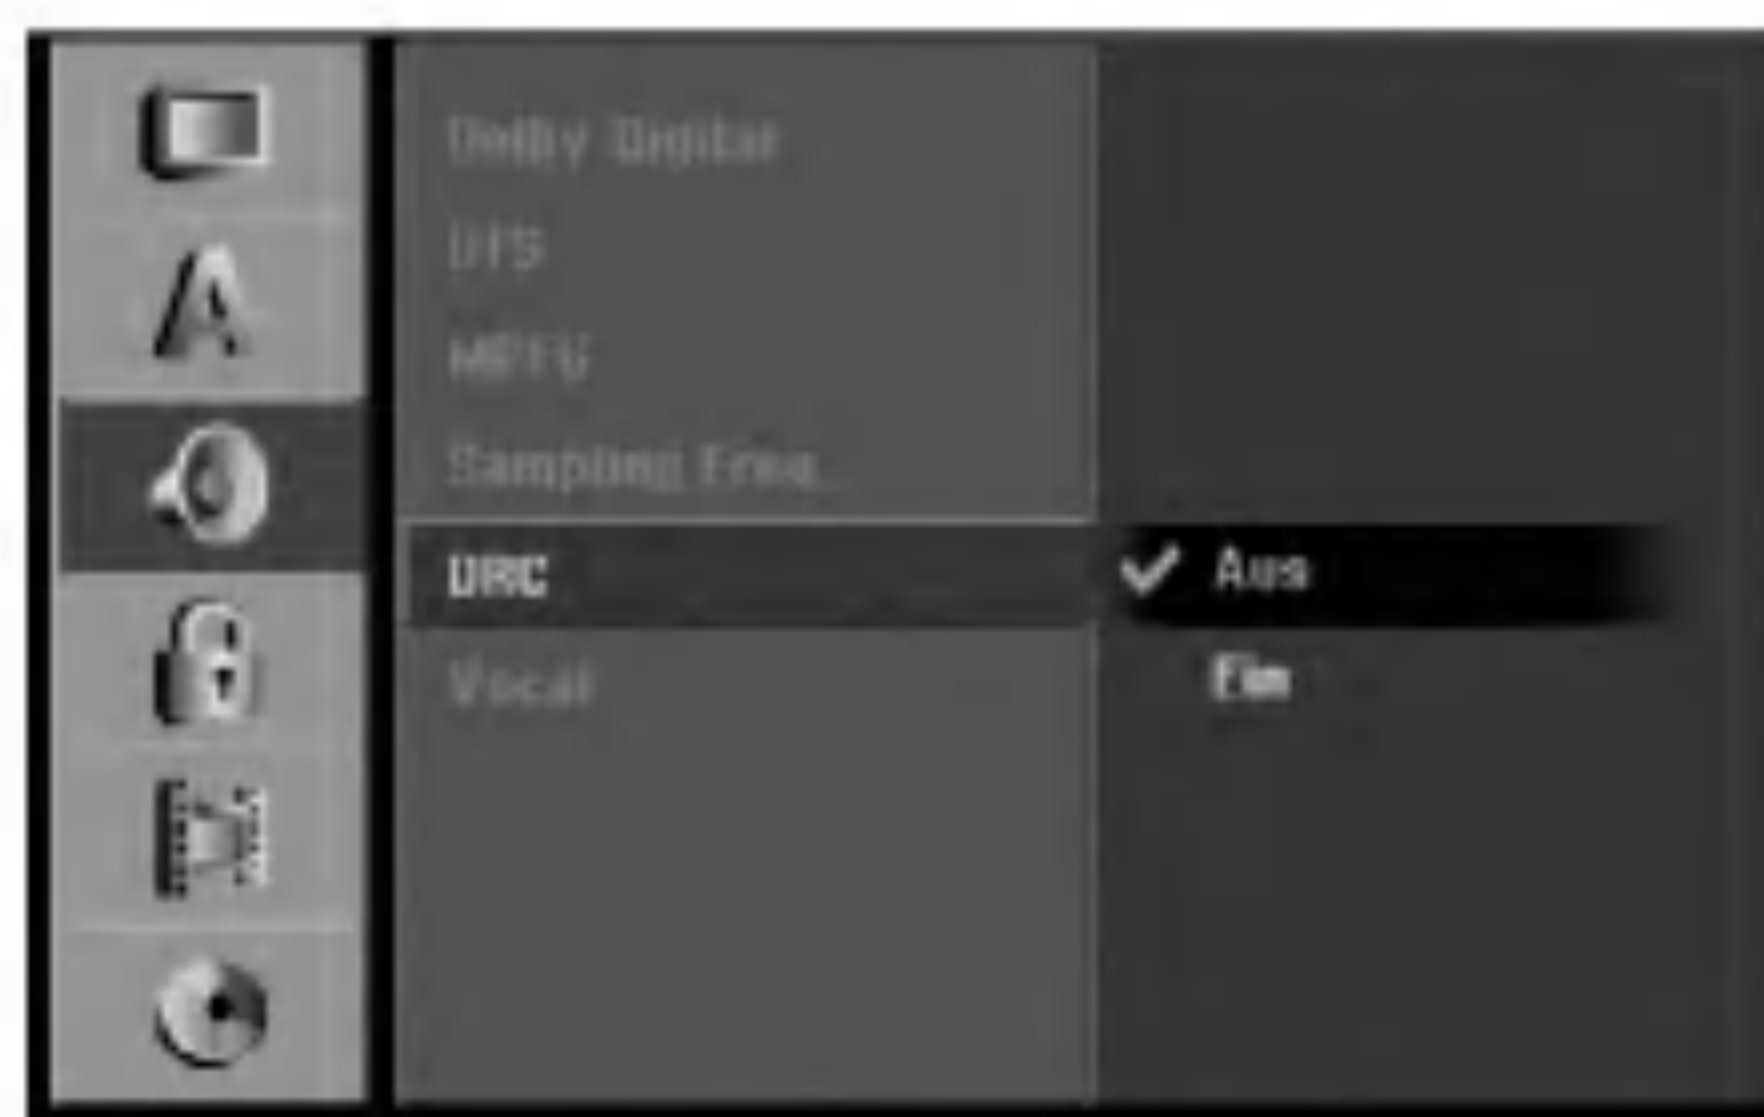 Dolby Digital
DTS
MPEG
Sampling Freq.
DRC
Aus
Ein
Vocal